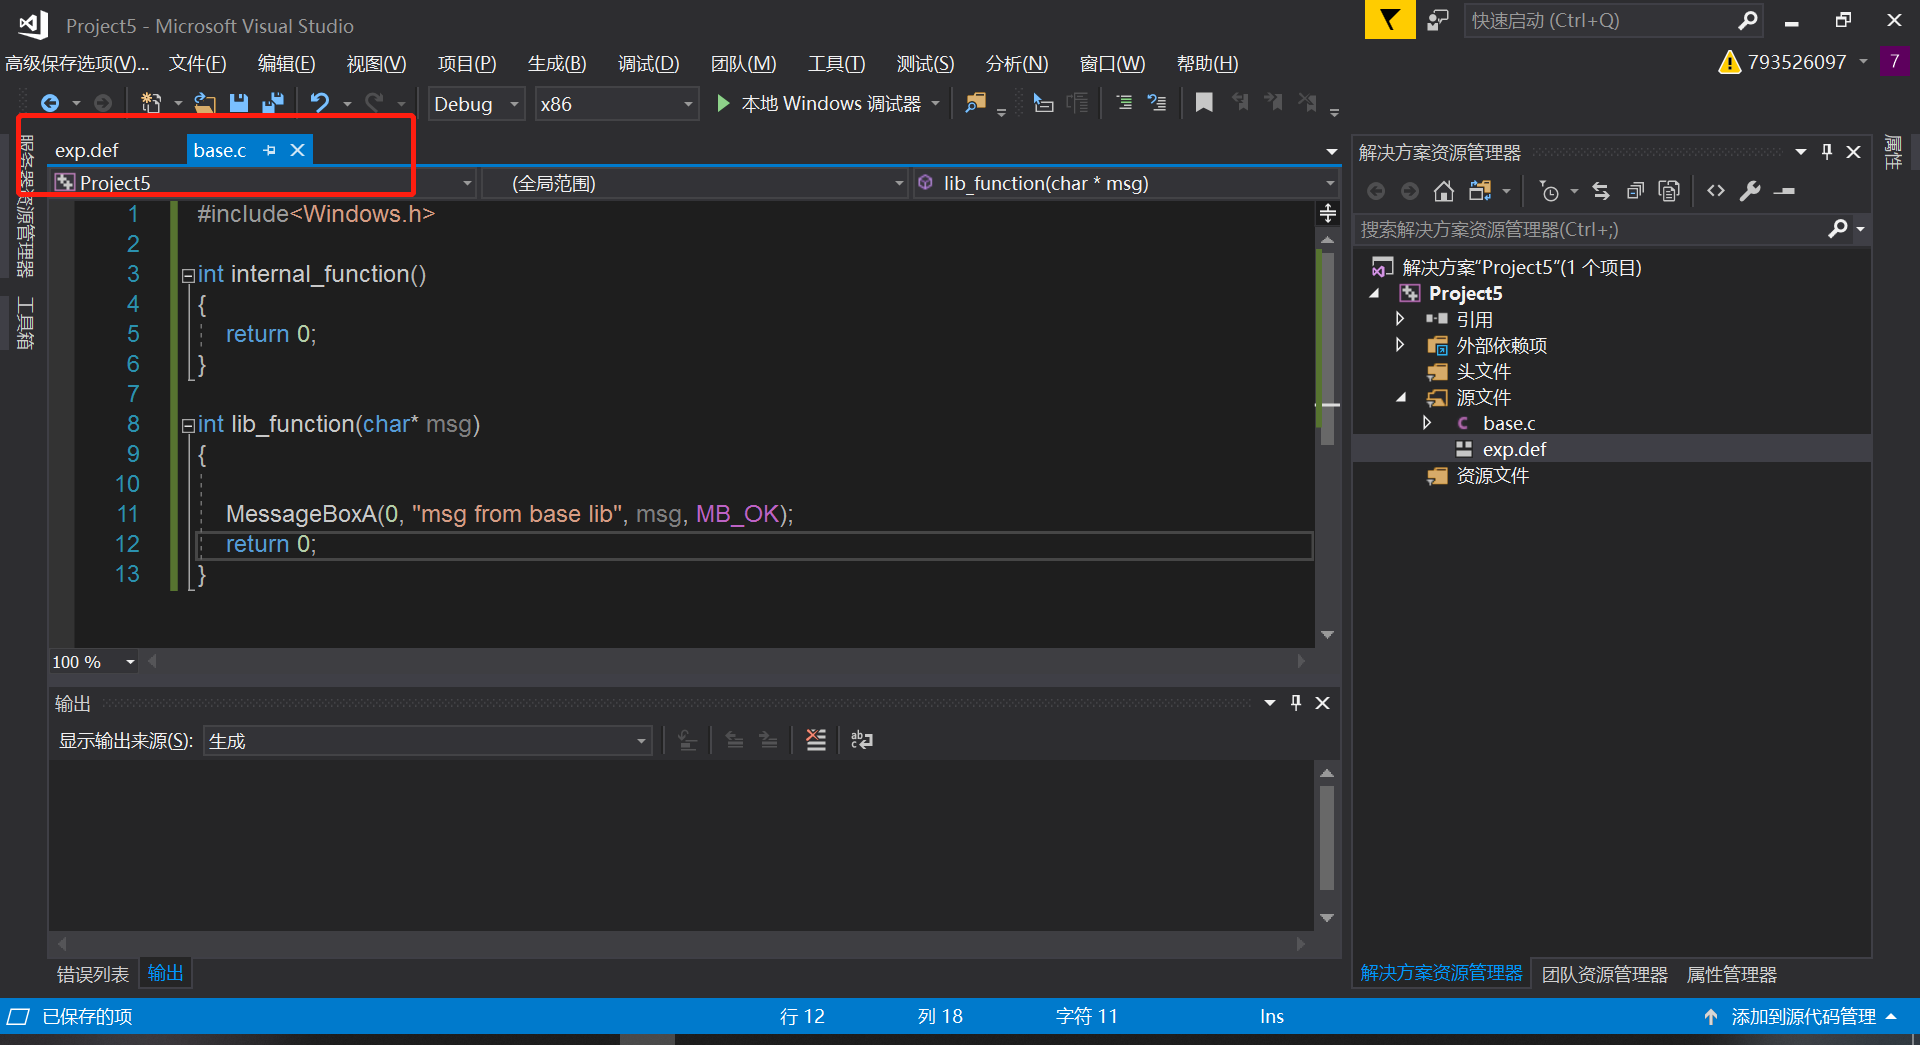 Project5 - Microsoft Visual Studio
快速启动 (Ctrl+Q)
高级保存选项(V)... 文件(F) 编辑(E) 视图(V) 项目(P) 生成(B) 调试(D) 团队(M) 工具(T) 测试(S) 分析(N) 窗口(W) 帮助(H)
793526097
7
Debug x86 本地 Windows 调试器
服务器资源管理器
工具箱
exp.def base.c
Project5 (全局范围) lib_function(char * msg)
1 #include<Windows.h>
2
3 int internal_function()
4 {
5 return 0;
6 }
7
8 int lib_function(char* msg)
9 {
10
11 MessageBoxA(0, "msg from base lib", msg, MB_OK);
12 return 0;
13 }
100 %
输出
显示输出来源(S): 生成
错误列表 输出
解决方案资源管理器
搜索解决方案资源管理器(Ctrl+;)
解决方案"Project5"(1 个项目)
Project5
引用
外部依赖项
头文件
源文件
base.c
exp.def
资源文件
解决方案资源管理器 团队资源管理器 属性管理器
属性
已保存的项 行 12 列 18 字符 11 Ins 添加到源代码管理